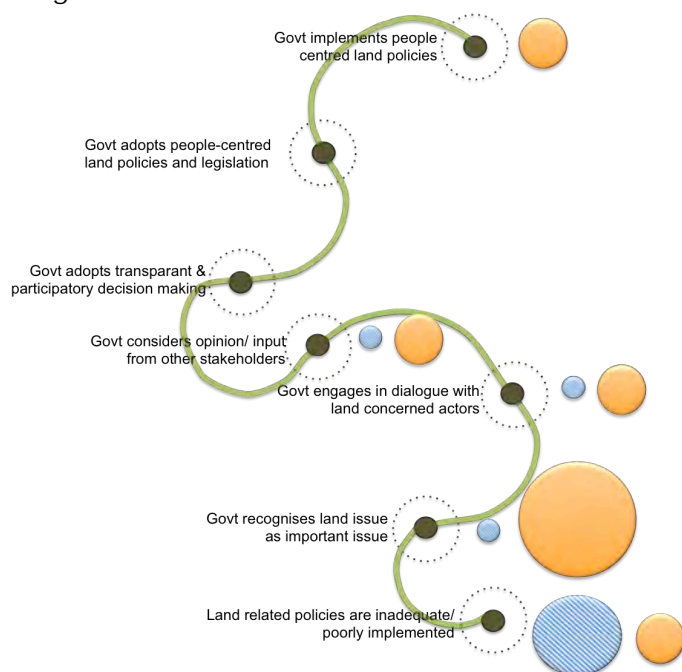 Govt implements people
centred land policies
Govt adopts people-centred
land policies and legislation
Govt adopts transparant &
participatory decision making
Govt considers opinion/ input
from other stakeholders
Govt engages in dialogue with
land concerned actors
Govt recognises land issue
as important issue
Land related policies are inadequate/
poorly implemented